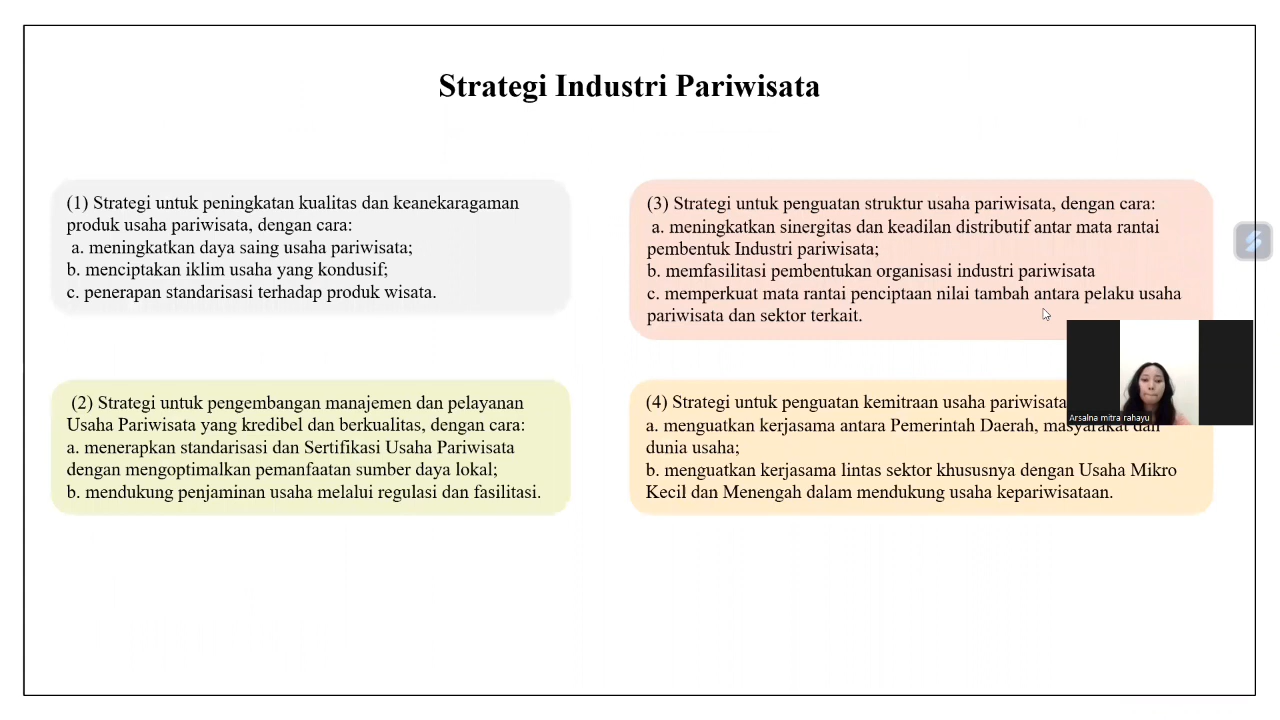 Strategi Industri Pariwisata
(1) Strategi untuk peningkatan kualitas dan keanekaragaman
produk usaha pariwisata, dengan cara:
a. meningkatkan daya saing usaha pariwisata;
b. menciptakan iklim usaha yang kondusif;
c. penerapan standarisasi terhadap produk wisata.
(2) Strategi untuk pengembangan manajemen dan pelayanan
Usaha Pariwisata yang kredibel dan berkualitas, dengan cara:
a. menerapkan standarisasi dan Sertifikasi Usaha Pariwisata
dengan mengoptimalkan pemanfaatan sumber daya lokal;
b. mendukung penjaminan usaha melalui regulasi dan fasilitasi.
(3) Strategi untuk penguatan struktur usaha pariwisata, dengan cara:
a. meningkatkan sinergitas dan keadilan distributif antar mata rantai
pembentuk Industri pariwisata;
b. memfasilitasi pembentukan organisasi industri pariwisata
c. memperkuat mata rantai penciptaan nilai tambah antara pelaku usaha
pariwisata dan sektor terkait.
(4) Strategi untuk penguatan kemitraan usaha pariwisata
a. menguatkan kerjasama antara Pemerintah Daerah, masyarakat dan
dunia usaha;
b. menguatkan kerjasama lintas sektor khususnya dengan Usaha Mikro
Kecil dan Menengah dalam mendukung usaha kepariwisataan.
Arsalna mitra rahayu